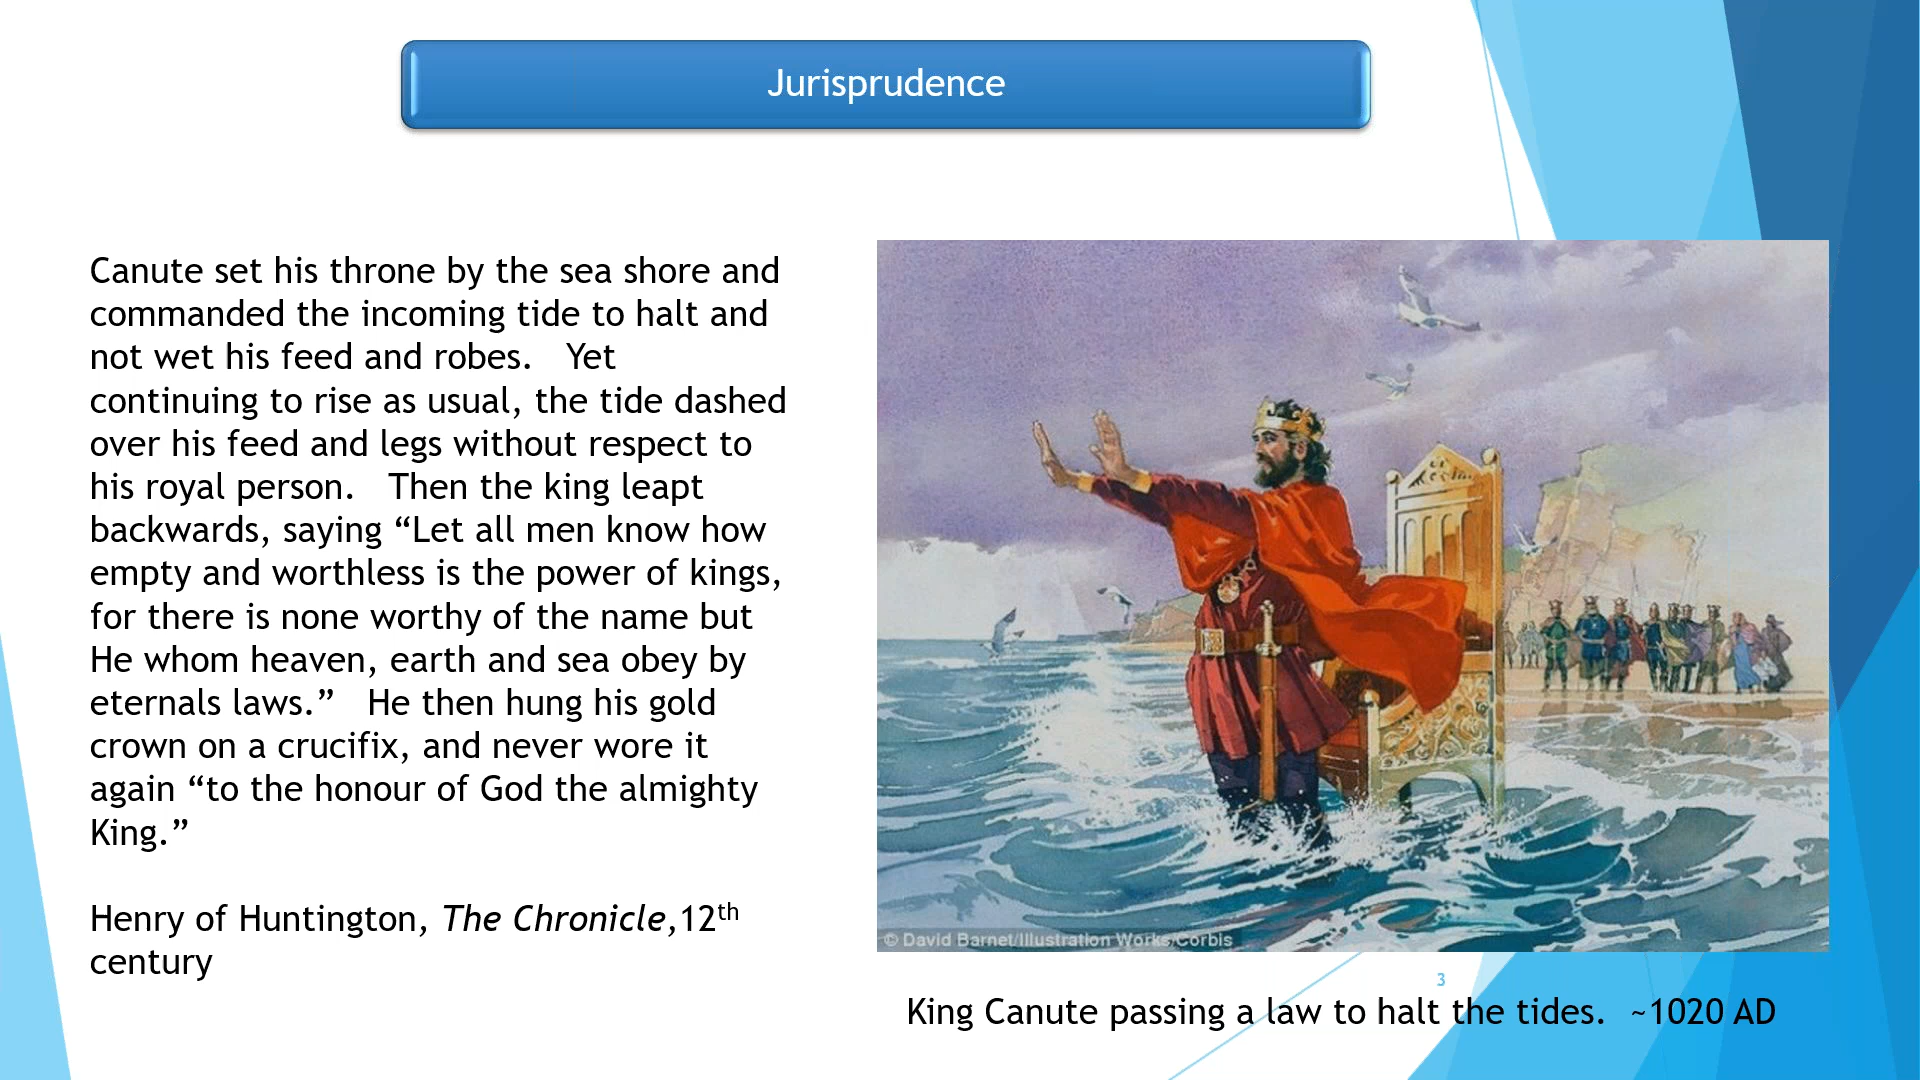 Jurisprudence
Canute set his throne by the sea shore and
commanded the incoming tide to halt and
not wet his feed and robes.   Yet
continuing to rise as usual, the tide dashed
over his feed and legs without respect to
his royal person.   Then the king leapt
backwards, saying “Let all men know how
empty and worthless is the power of kings,
for there is none worthy of the name but
He whom heaven, earth and sea obey by
eternals laws.”   He then hung his gold
crown on a crucifix, and never wore it
again “to the honour of God the almighty
King.”
Henry of Huntington, The Chronicle,12th
century
© David Barnet/Illustration Works/Corbis
3
King Canute passing a law to halt the tides.  ~1020 AD